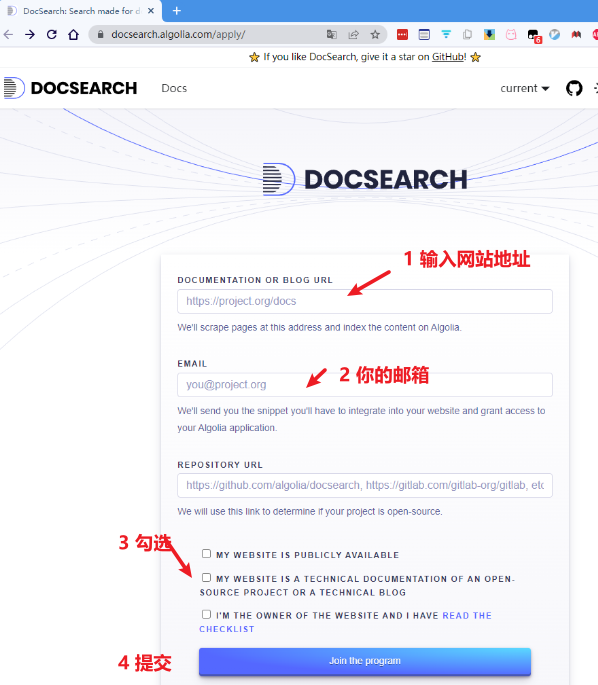 DocSearch: Search made for d
docsearch.algolia.com/apply/
6
If you like DocSearch, give it a star on GitHub!
DOCSEARCH
Docs
current
DOCSEARCH
1 输入网站地址
DOCUMENTATION OR BLOG URL
https://project.org/docs
We'll scrape pages at this address and index the content on Algolia.
EMAIL
2 你的邮箱
you@project.org
We'll send you the snippet you'll have to integrate into your website and grant access to
your Algolia application.
REPOSITORY URL
https://github.com/algolia/docsearch, https://gitlab.com/gitlab-org/gitlab, etc
We will use this link to determine if your project is open-source.
3 勾选
MY WEBSITE IS PUBLICLY AVAILABLE
MY WEBSITE IS A TECHNICAL DOCUMENTATION OF AN OPEN-
SOURCE PROJECT OR A TECHNICAL BLOG
I'M THE OWNER OF THE WEBSITE AND I HAVE READ THE
CHECKLIST
4 提交
Join the program